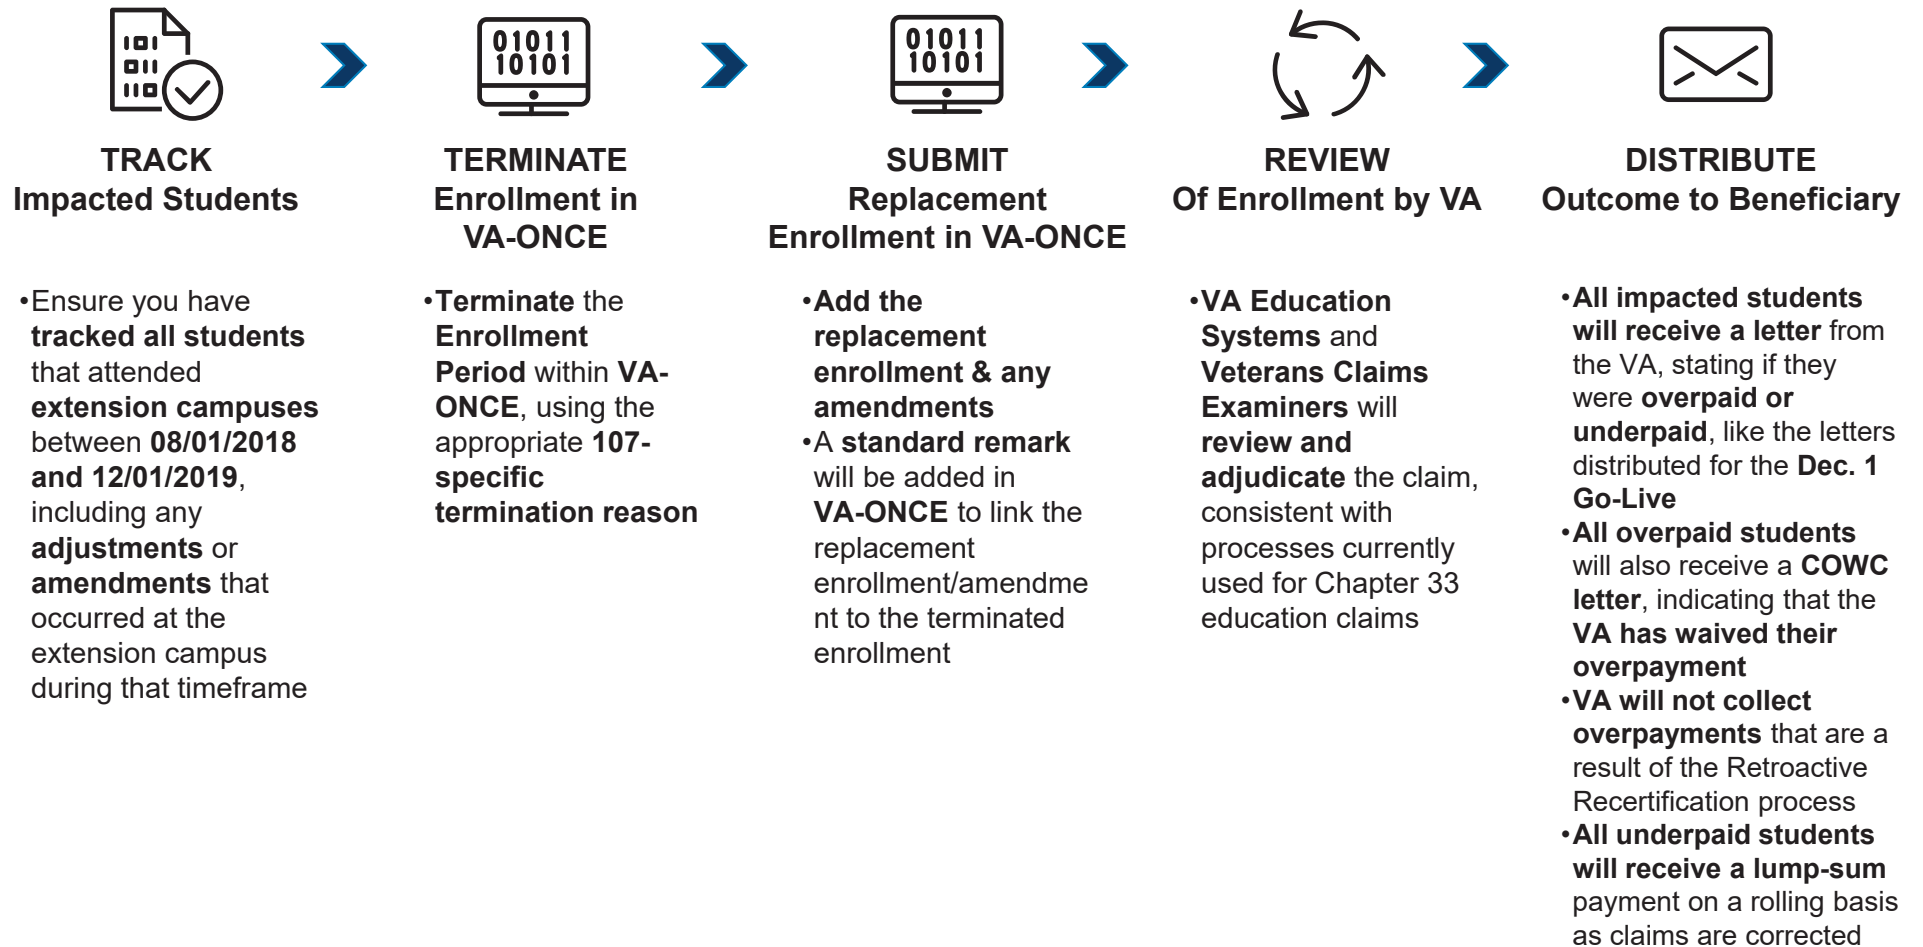 01011
10101
01011
10101
TRACK
Impacted Students
•Ensure you have
tracked all students
that attended
extension campuses
between 08/01/2018
and 12/01/2019,
including any
adjustments or
amendments that
occurred at the
extension campus
during that timeframe
TERMINATE
Enrollment in
VA-ONCE
•Terminate the
Enrollment
Period within VA-
ONCE, using the
appropriate 107-
specific
termination reason
SUBMIT
Replacement
Enrollment in VA-ONCE
•Add the
replacement
enrollment & any
amendments
•A standard remark
will be added in
VA-ONCE to link the
replacement
enrollment/amendme
nt to the terminated
enrollment
REVIEW
Of Enrollment by VA
•VA Education
Systems and
Veterans Claims
Examiners will
review and
adjudicate the claim,
consistent with
processes currently
used for Chapter 33
education claims
DISTRIBUTE
Outcome to Beneficiary
•All impacted students
will receive a letter from
the VA, stating if they
were overpaid or
underpaid, like the letters
distributed for the Dec. 1
Go-Live
•All overpaid students
will also receive a COWC
letter, indicating that the
VA has waived their
overpayment
•VA will not collect
overpayments that are a
result of the Retroactive
Recertification process
•All underpaid students
will receive a lump-sum
payment on a rolling basis
as claims are corrected